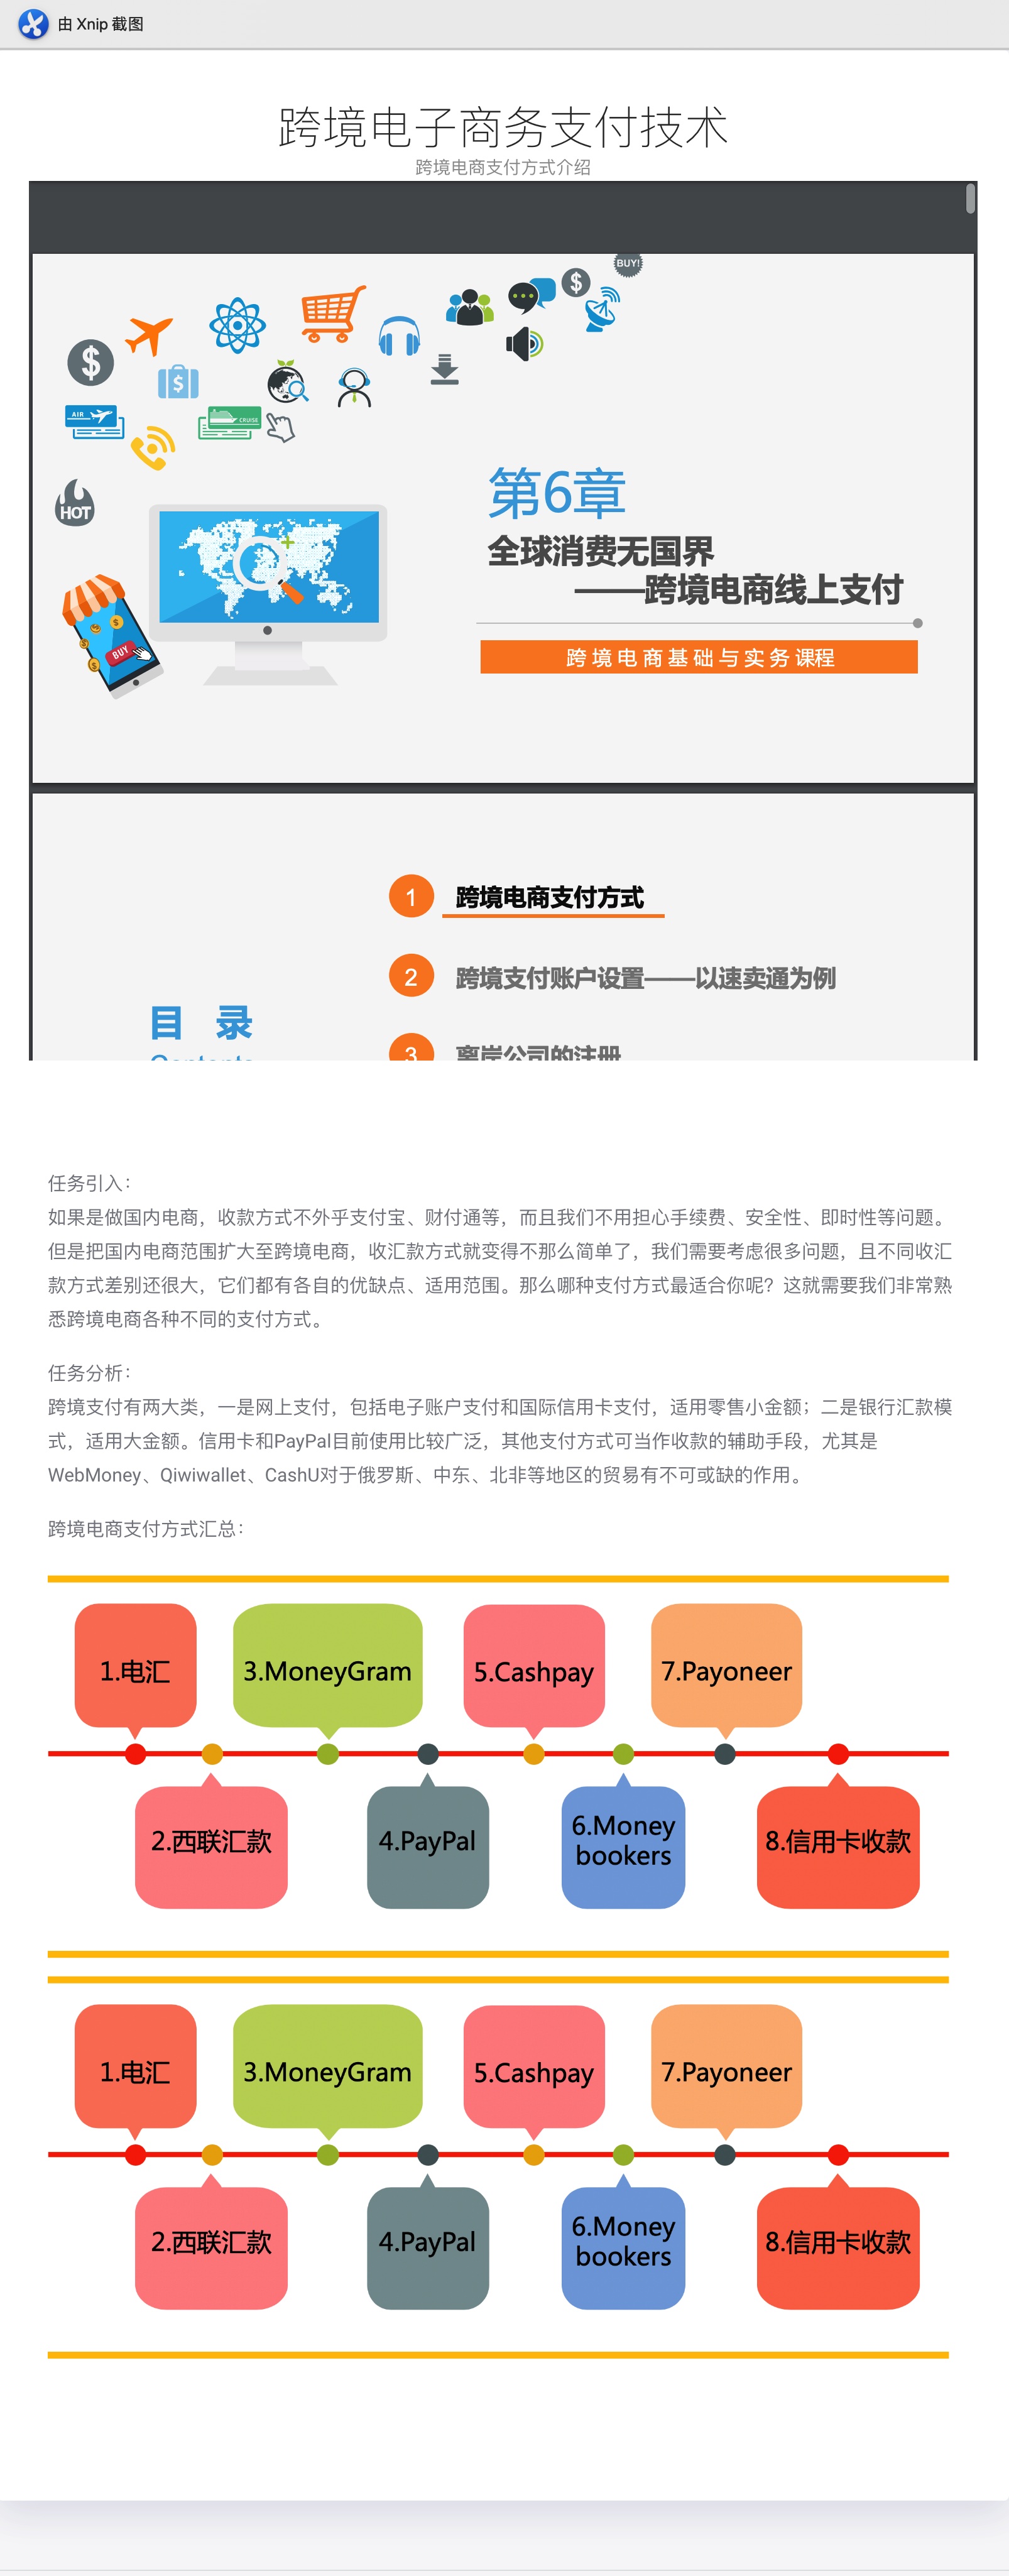 由 Xnip 截图
跨境电子商务支付技术
跨境电商支付方式介绍
BUY!
$
$
$
AIR
CRUISE
HOT
BUY
第6章
全球消费无国界
——跨境电商线上支付
跨境电商基础与实务课程
1 跨境电商支付方式
2 跨境支付账户设置——以速卖通为例
目 录
Contents
3 离岸公司的注册
任务引入：
如果是做国内电商，收款方式不外乎支付宝、财付通等，而且我们不用担心手续费、安全性、即时性等问题。
但是把国内电商范围扩大至跨境电商，收汇款方式就变得不那么简单了，我们需要考虑很多问题，且不同收汇
款方式差别还很大，它们都有各自的优缺点、适用范围。那么哪种支付方式最适合你呢？这就需要我们非常熟
悉跨境电商各种不同的支付方式。
任务分析：
跨境支付有两大类，一是网上支付，包括电子账户支付和国际信用卡支付，适用零售小金额；二是银行汇款模
式，适用大金额。信用卡和PayPal目前使用比较广泛，其他支付方式可当作收款的辅助手段，尤其是
WebMoney、Qiwiwallet、CashU对于俄罗斯、中东、北非等地区的贸易有不可或缺的作用。
跨境电商支付方式汇总：
1.电汇
3.MoneyGram
5.Cashpay
7.Payoneer
2.西联汇款
4.PayPal
6.Money
bookers
8.信用卡收款
1.电汇
3.MoneyGram
5.Cashpay
7.Payoneer
2.西联汇款
4.PayPal
6.Money
bookers
8.信用卡收款